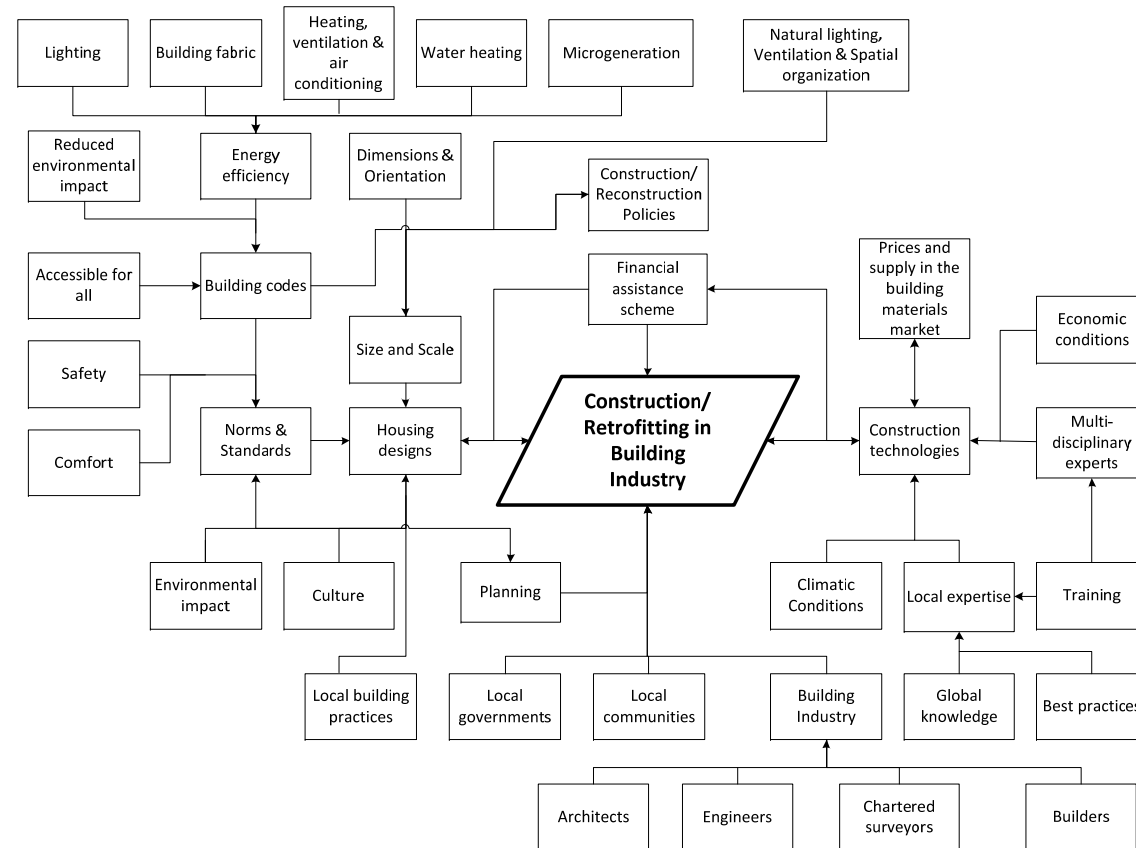 Lighting
Building fabric
Heating,
ventilation &
air
conditioning
Water heating
Microgeneration
Natural lighting,
Ventilation & Spatial
organization
Reduced
environmental
impact
Energy
efficiency
Dimensions &
Orientation
Construction/
Reconstruction
Policies
Accessible for
all
Building codes
Financial
assistance
scheme
Prices and
supply in the
building
materials
market
Economic
conditions
Safety
Size and Scale
Comfort
Norms &
Standards
Housing
designs
Construction/
Retrofitting in
Building
Industry
Construction
technologies
Multi-
disciplinary
experts
Environmental
impact
Culture
Planning
Climatic
Conditions
Local expertise
Training
Local building
practices
Local
governments
Local
communities
Building
Industry
Global
knowledge
Best practices
Architects
Engineers
Chartered
surveyors
Builders